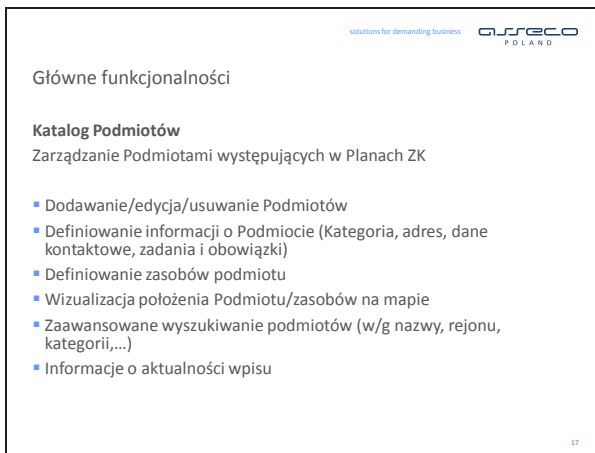 solutions for demanding business
asseco
POLAND
Główne funkcjonalności
Katalog Podmiotów
Zarządzanie Podmiotami występujących w Planach ZK
Dodawanie/edycja/usuwanie Podmiotów
Definiowanie informacji o Podmiocie (Kategoria, adres, dane
kontaktowe, zadania i obowiązki)
Definiowanie zasobów podmiotu
Wizualizacja położenia Podmiotu/zasobów na mapie
Zaawansowane wyszukiwanie podmiotów (w/g nazwy, rejonu,
kategorii,...)
Informacje o aktualności wpisu
17